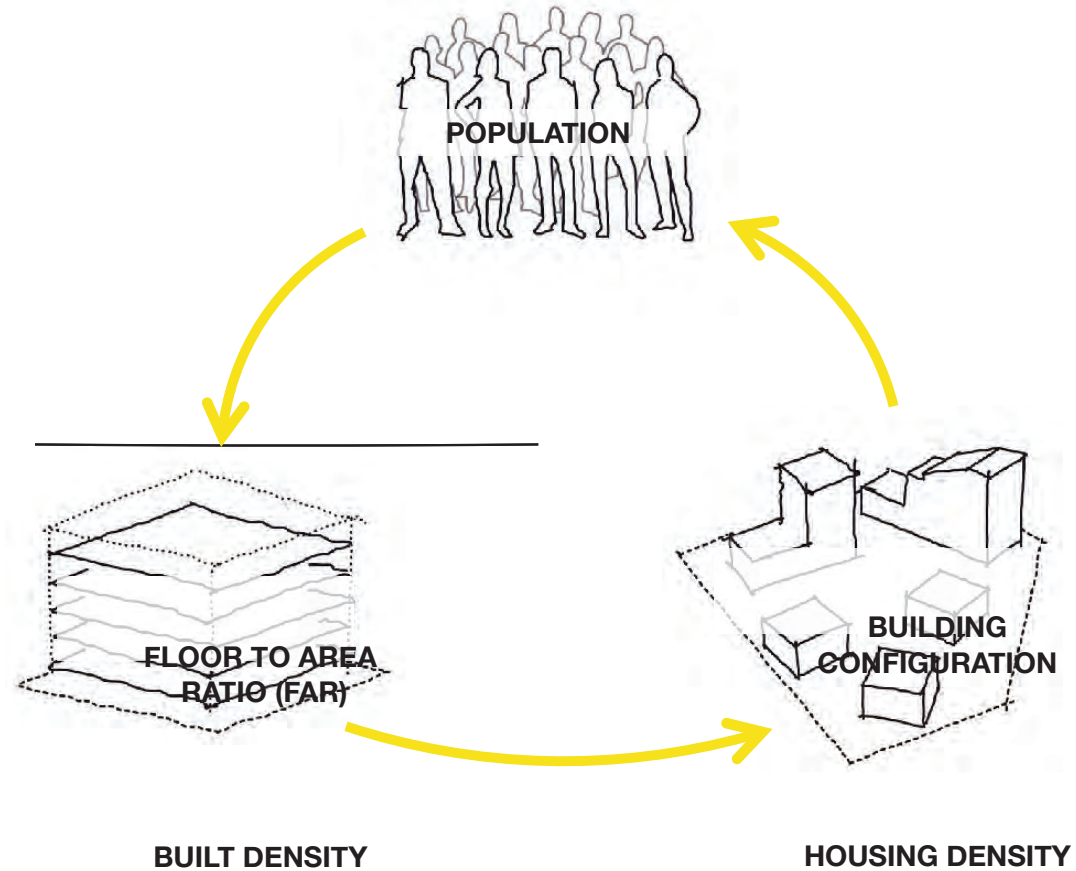 POPULATION
FLOOR TO AREA
RATIO (FAR)
BUILDING
CONFIGURATION
BUILT DENSITY
HOUSING DENSITY